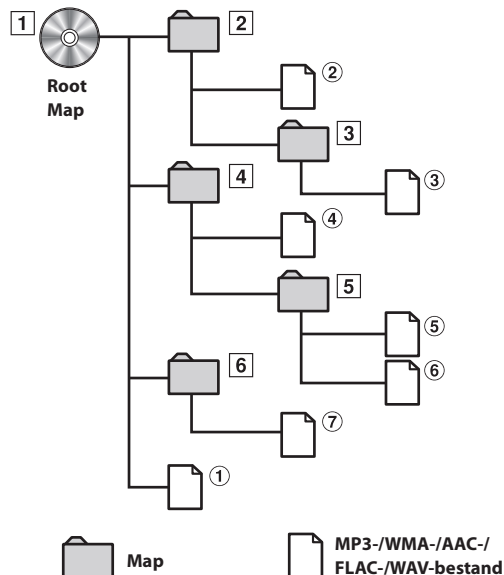 1
2
Root
Map
②
3
③
4
④
5
⑤
⑥
6
⑦
①
Map
MP3-/WMA-/AAC-/
FLAC-/WAV-bestand